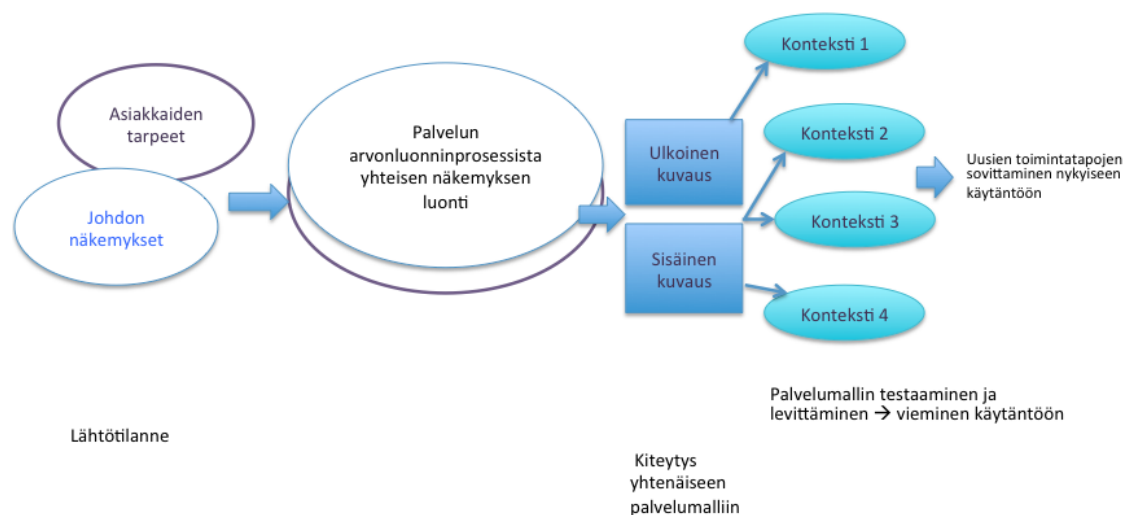 Asiakkaiden
tarpeet
Johdon
näkemykset
Palvelun
arvonluonninprosessista
yhteisen näkemyksen
luonti
Ulkoinen
kuvaus
Sisäinen
kuvaus
Konteksti 1
Konteksti 2
Konteksti 3
Konteksti 4
Uusien toimintatapojen
sovittaminen nykyiseen
käytäntöön
Lähtötilanne
Kiteytys
yhtenäiseen
palvelumalliin
Palvelumallin testaaminen ja
levittäminen → vieminen käytäntöön